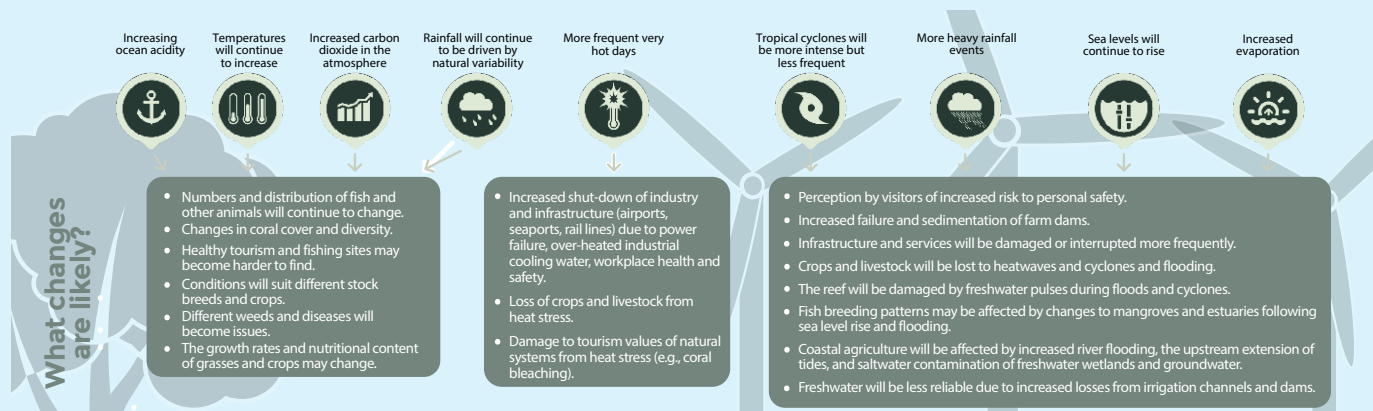 What changes
are likely?
Increasing
ocean acidity
Temperatures
will continue
to increase
Increased carbon
dioxide in the
atmosphere
Rainfall will continue
to be driven by
natural variability
More frequent very
hot days
Tropical cyclones will
be more intense but
less frequent
More heavy rainfall
events
Sea levels will
continue to rise
Increased
evaporation
• Numbers and distribution of fish and
other animals will continue to change.
• Changes in coral cover and diversity.
• Healthy tourism and fishing sites may
become harder to find.
• Conditions will suit different stock
breeds and crops.
• Different weeds and diseases will
become issues.
• The growth rates and nutritional content
of grasses and crops may change.
• Increased shut-down of industry
and infrastructure (airports,
seaports, rail lines) due to power
failure, over-heated industrial
cooling water, workplace health and
safety.
• Loss of crops and livestock from
heat stress.
• Damage to tourism values of natural
systems from heat stress (e.g., coral
bleaching).
• Perception by visitors of increased risk to personal safety.
• Increased failure and sedimentation of farm dams.
• Infrastructure and services will be damaged or interrupted more frequently.
• Crops and livestock will be lost to heatwaves and cyclones and flooding.
• The reef will be damaged by freshwater pulses during floods and cyclones.
• Fish breeding patterns may be affected by changes to mangroves and estuaries following
sea level rise and flooding.
• Coastal agriculture will be affected by increased river flooding, the upstream extension of
tides, and saltwater contamination of freshwater wetlands and groundwater.
• Freshwater will be less reliable due to increased losses from irrigation channels and dams.